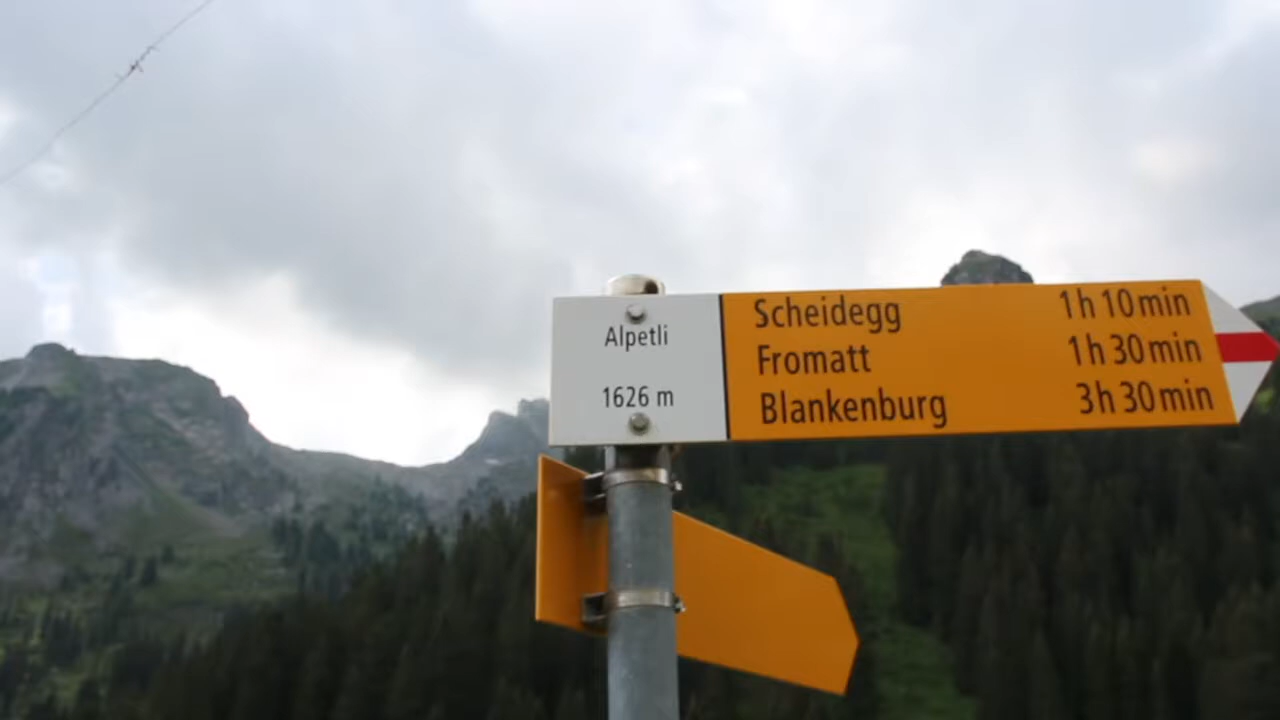 Alpetli
1626 m
Scheidegg 1h 10min
Fromatt 1h 30min
Blankenburg 3h 30min